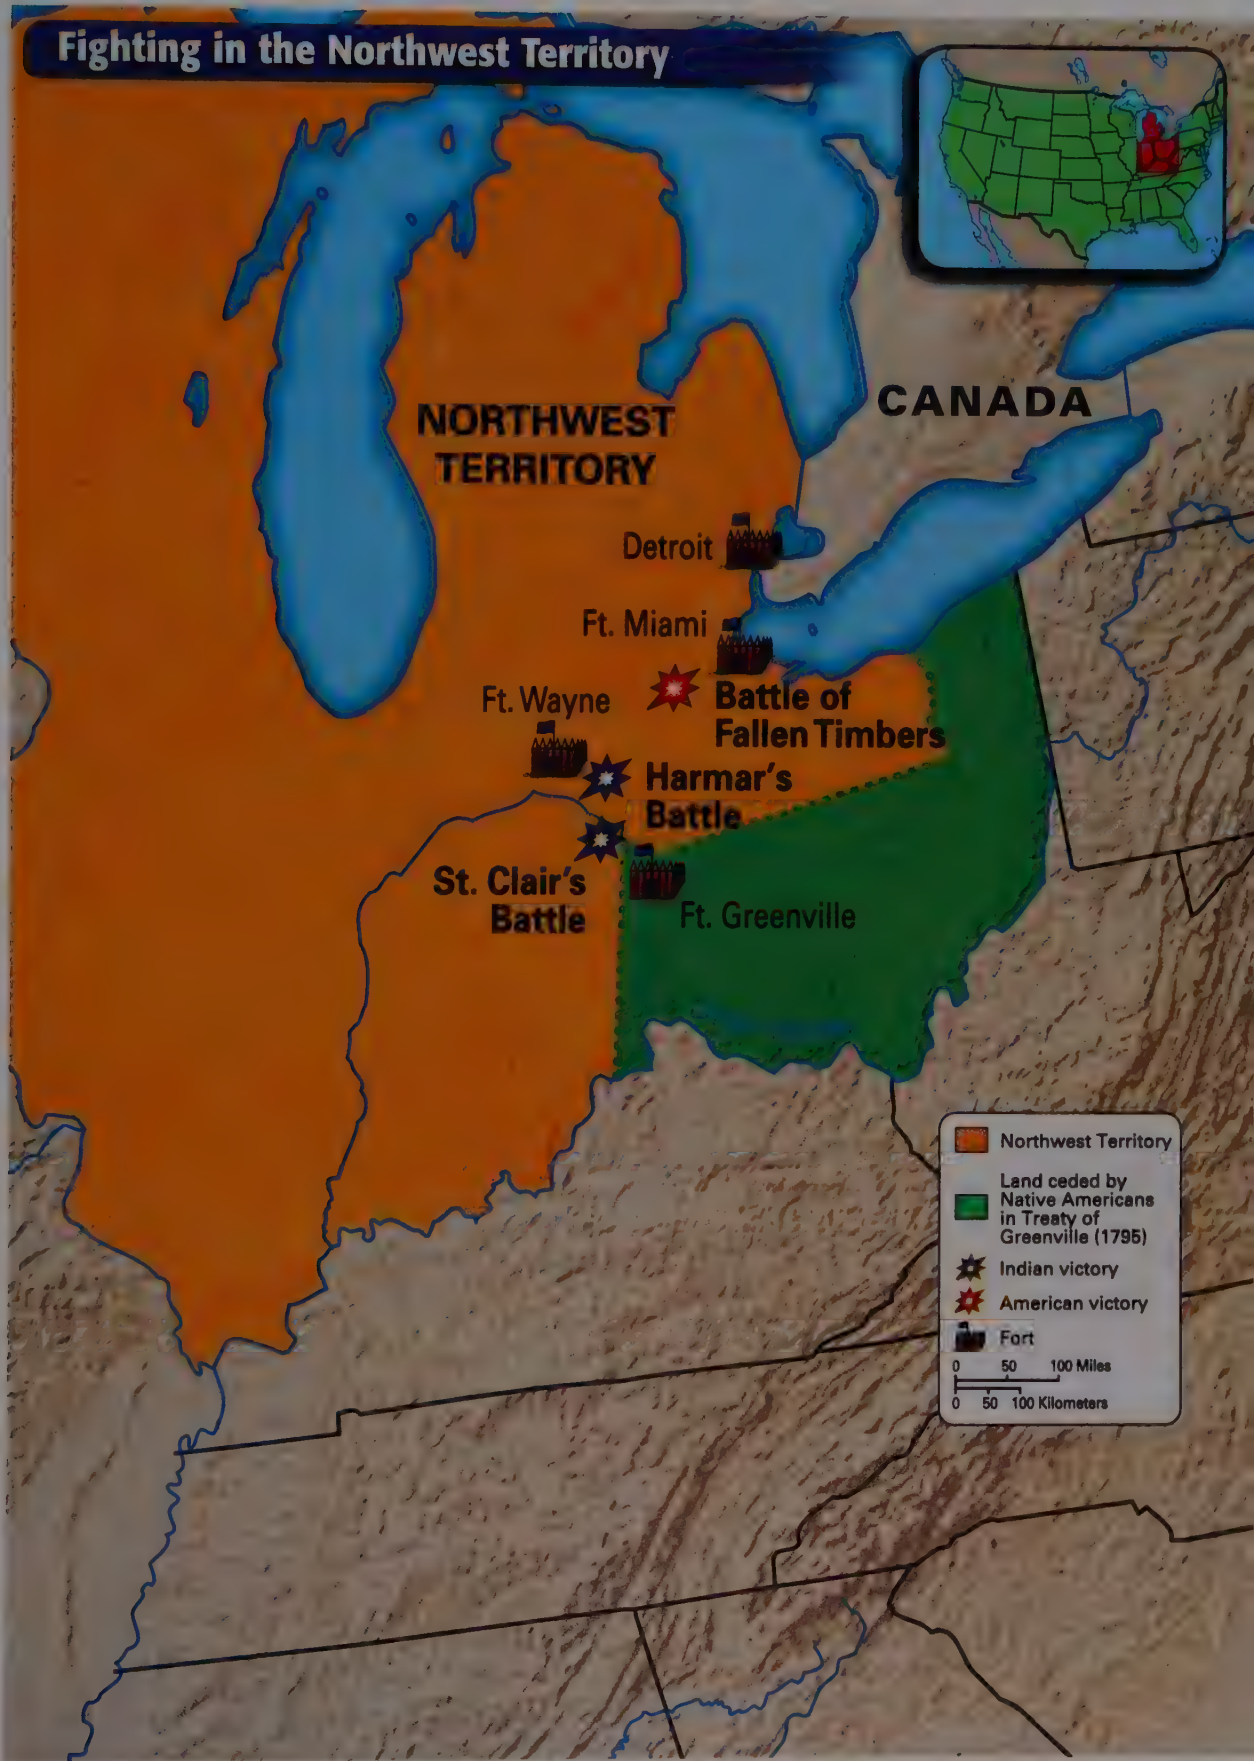 Fighting in the Northwest Territory
CANADA
NORTHWEST
TERRITORY
Detroit
Ft. Miami
Ft. Wayne
Battle of
Fallen Timbers
Harmar's
Battle
St. Clair's
Battle
Ft. Greenville
Northwest Territory
Land ceded by
Native Americans
in Treaty of
Greenville (1795)
Indian victory
American victory
Fort
0 50 100 Miles
0 50 100 Kilometers